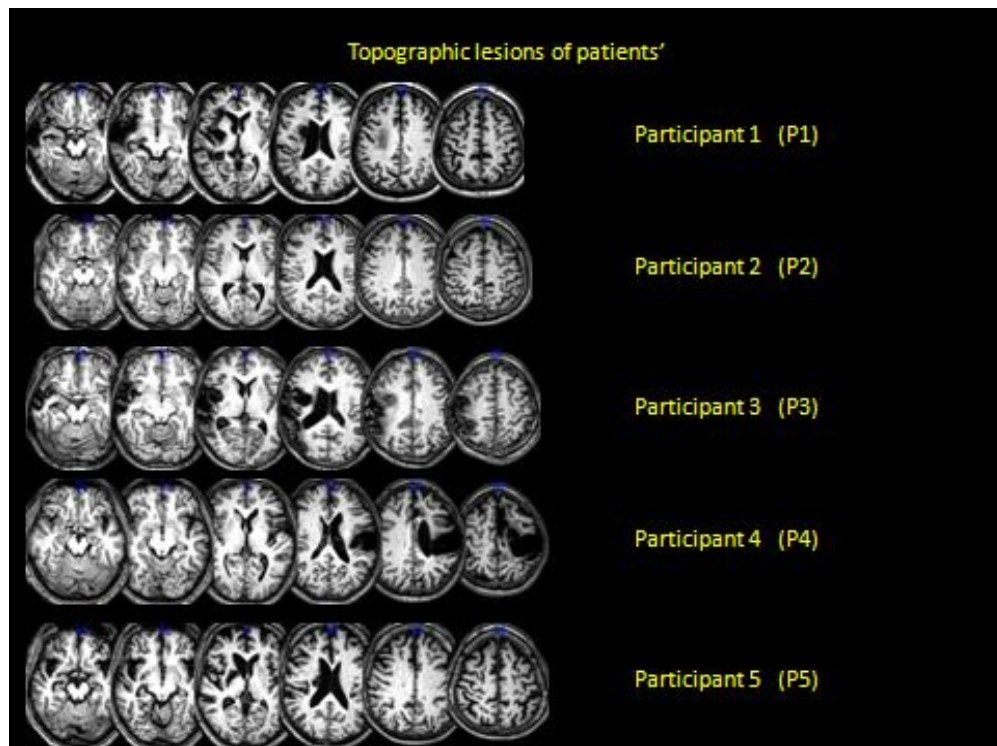 Topographic lesions of patients’
Participant 1 (P1)
Participant 2 (P2)
Participant 3 (P3)
Participant 4 (P4)
Participant 5 (P5)